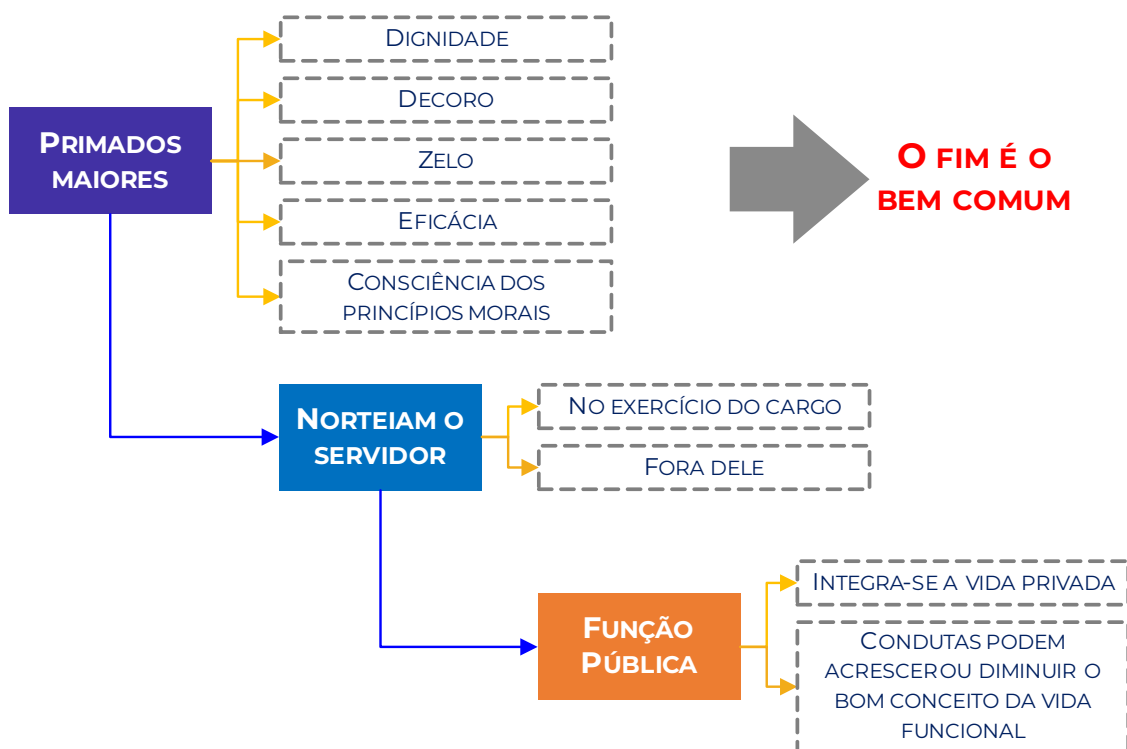 PRIMADOS
MAIORES
DIGNIDADE
DECORO
ZELO
EFICÁCIA
CONSCIÊNCIA DOS
PRINCÍPIOS MORAIS
O FIM É O
BEM COMUM
NORTEIAM O
SERVIDOR
NO EXERCÍCIO DO CARGO
FORA DELE
FUNÇÃO
PÚBLICA
INTEGRA-SE A VIDA PRIVADA
CONDUTAS PODEM
ACRESCEROU DIMINUIR O
BOM CONCEITO DA VIDA
FUNCIONAL